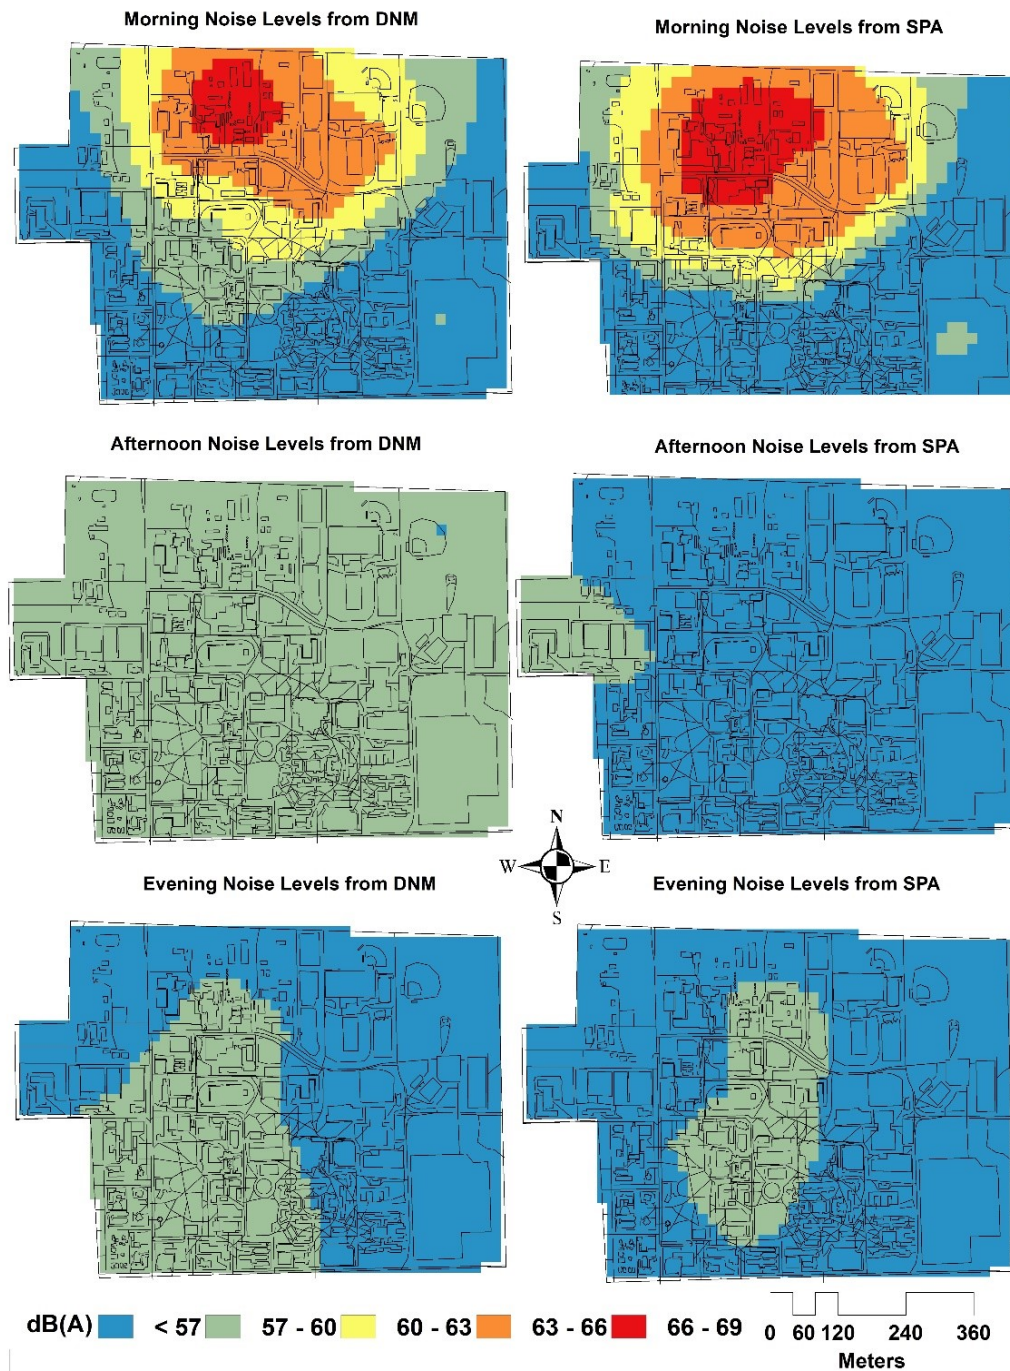 Morning Noise Levels from DNM
Morning Noise Levels from SPA
Afternoon Noise Levels from DNM
Afternoon Noise Levels from SPA
N
W E
S
Evening Noise Levels from DNM
Evening Noise Levels from SPA
dB(A) < 57 57 - 60 60 - 63 63 - 66 66 - 69
0 60 120 240 360
Meters